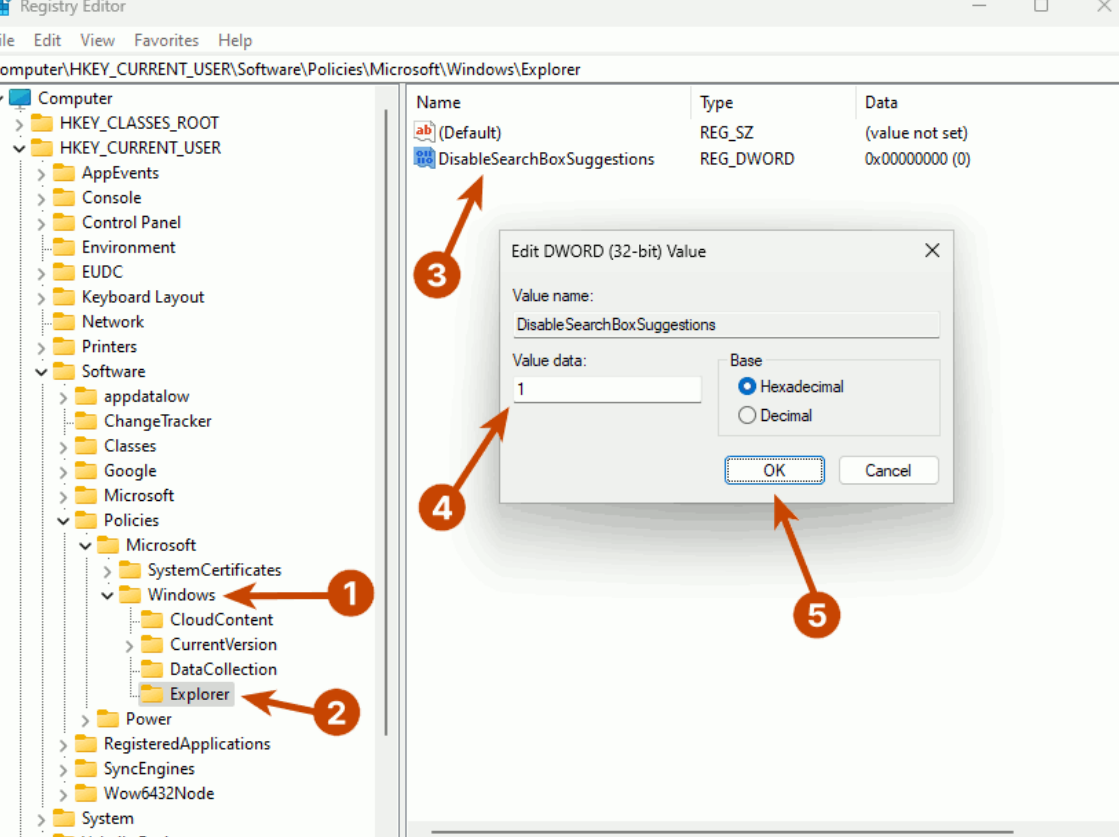 Registry Editor
ile Edit View Favorites Help
omputer\HKEY_CURRENT_USER\Software\Policies\Microsoft\Windows\Explorer
Computer
HKEY_CLASSES_ROOT
HKEY_CURRENT_USER
AppEvents
Console
Control Panel
Environment
EUDC
Keyboard Layout
Network
Printers
Software
appdatalow
ChangeTracker
Classes
Google
Microsoft
Policies
Microsoft
SystemCertificates
Windows
1
CloudContent
CurrentVersion
DataCollection
Explorer
2
Power
RegisteredApplications
SyncEngines
Wow6432Node
System
Name Type Data
ab (Default) REG_SZ (value not set)
DisableSearchBoxSuggestions REG_DWORD 0x00000000 (0)
3
Edit DWORD (32-bit) Value
Value name:
DisableSearchBoxSuggestions
Value data:
1
Base
Hexadecimal
Decimal
4
OK Cancel
5